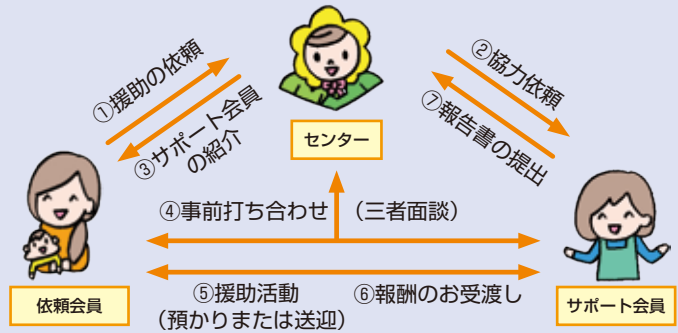 ①援助の依頼
②協力依頼
③サポート会員
の紹介
⑦報告書の提出
センター
④事前打ち合わせ (三者面談)
⑤援助活動
(預かりまたは送迎)
⑥報酬のお受渡し
依頼会員
サポート会員